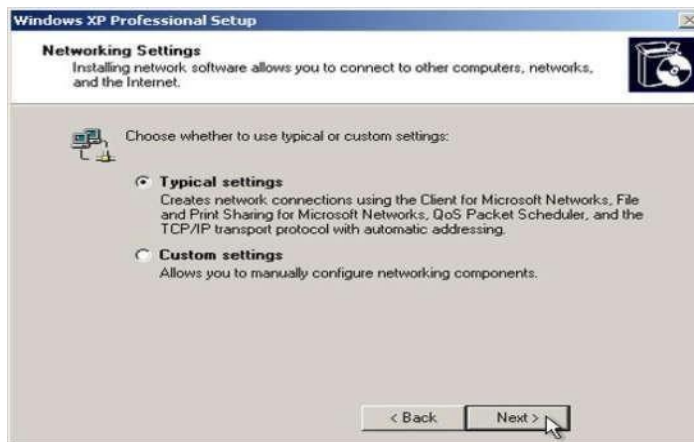 Windows XP Professional Setup
Networking Settings
Installing network software allows you to connect to other computers, networks,
and the Internet.
Choose whether to use typical or custom settings:
Typical settings
Creates network connections using the Client for Microsoft Networks, File
and Print Sharing for Microsoft Networks, QoS Packet Scheduler, and the
TCP/IP transport protocol with automatic addressing.
Custom settings
Allows you to manually configure networking components.
< Back Next >